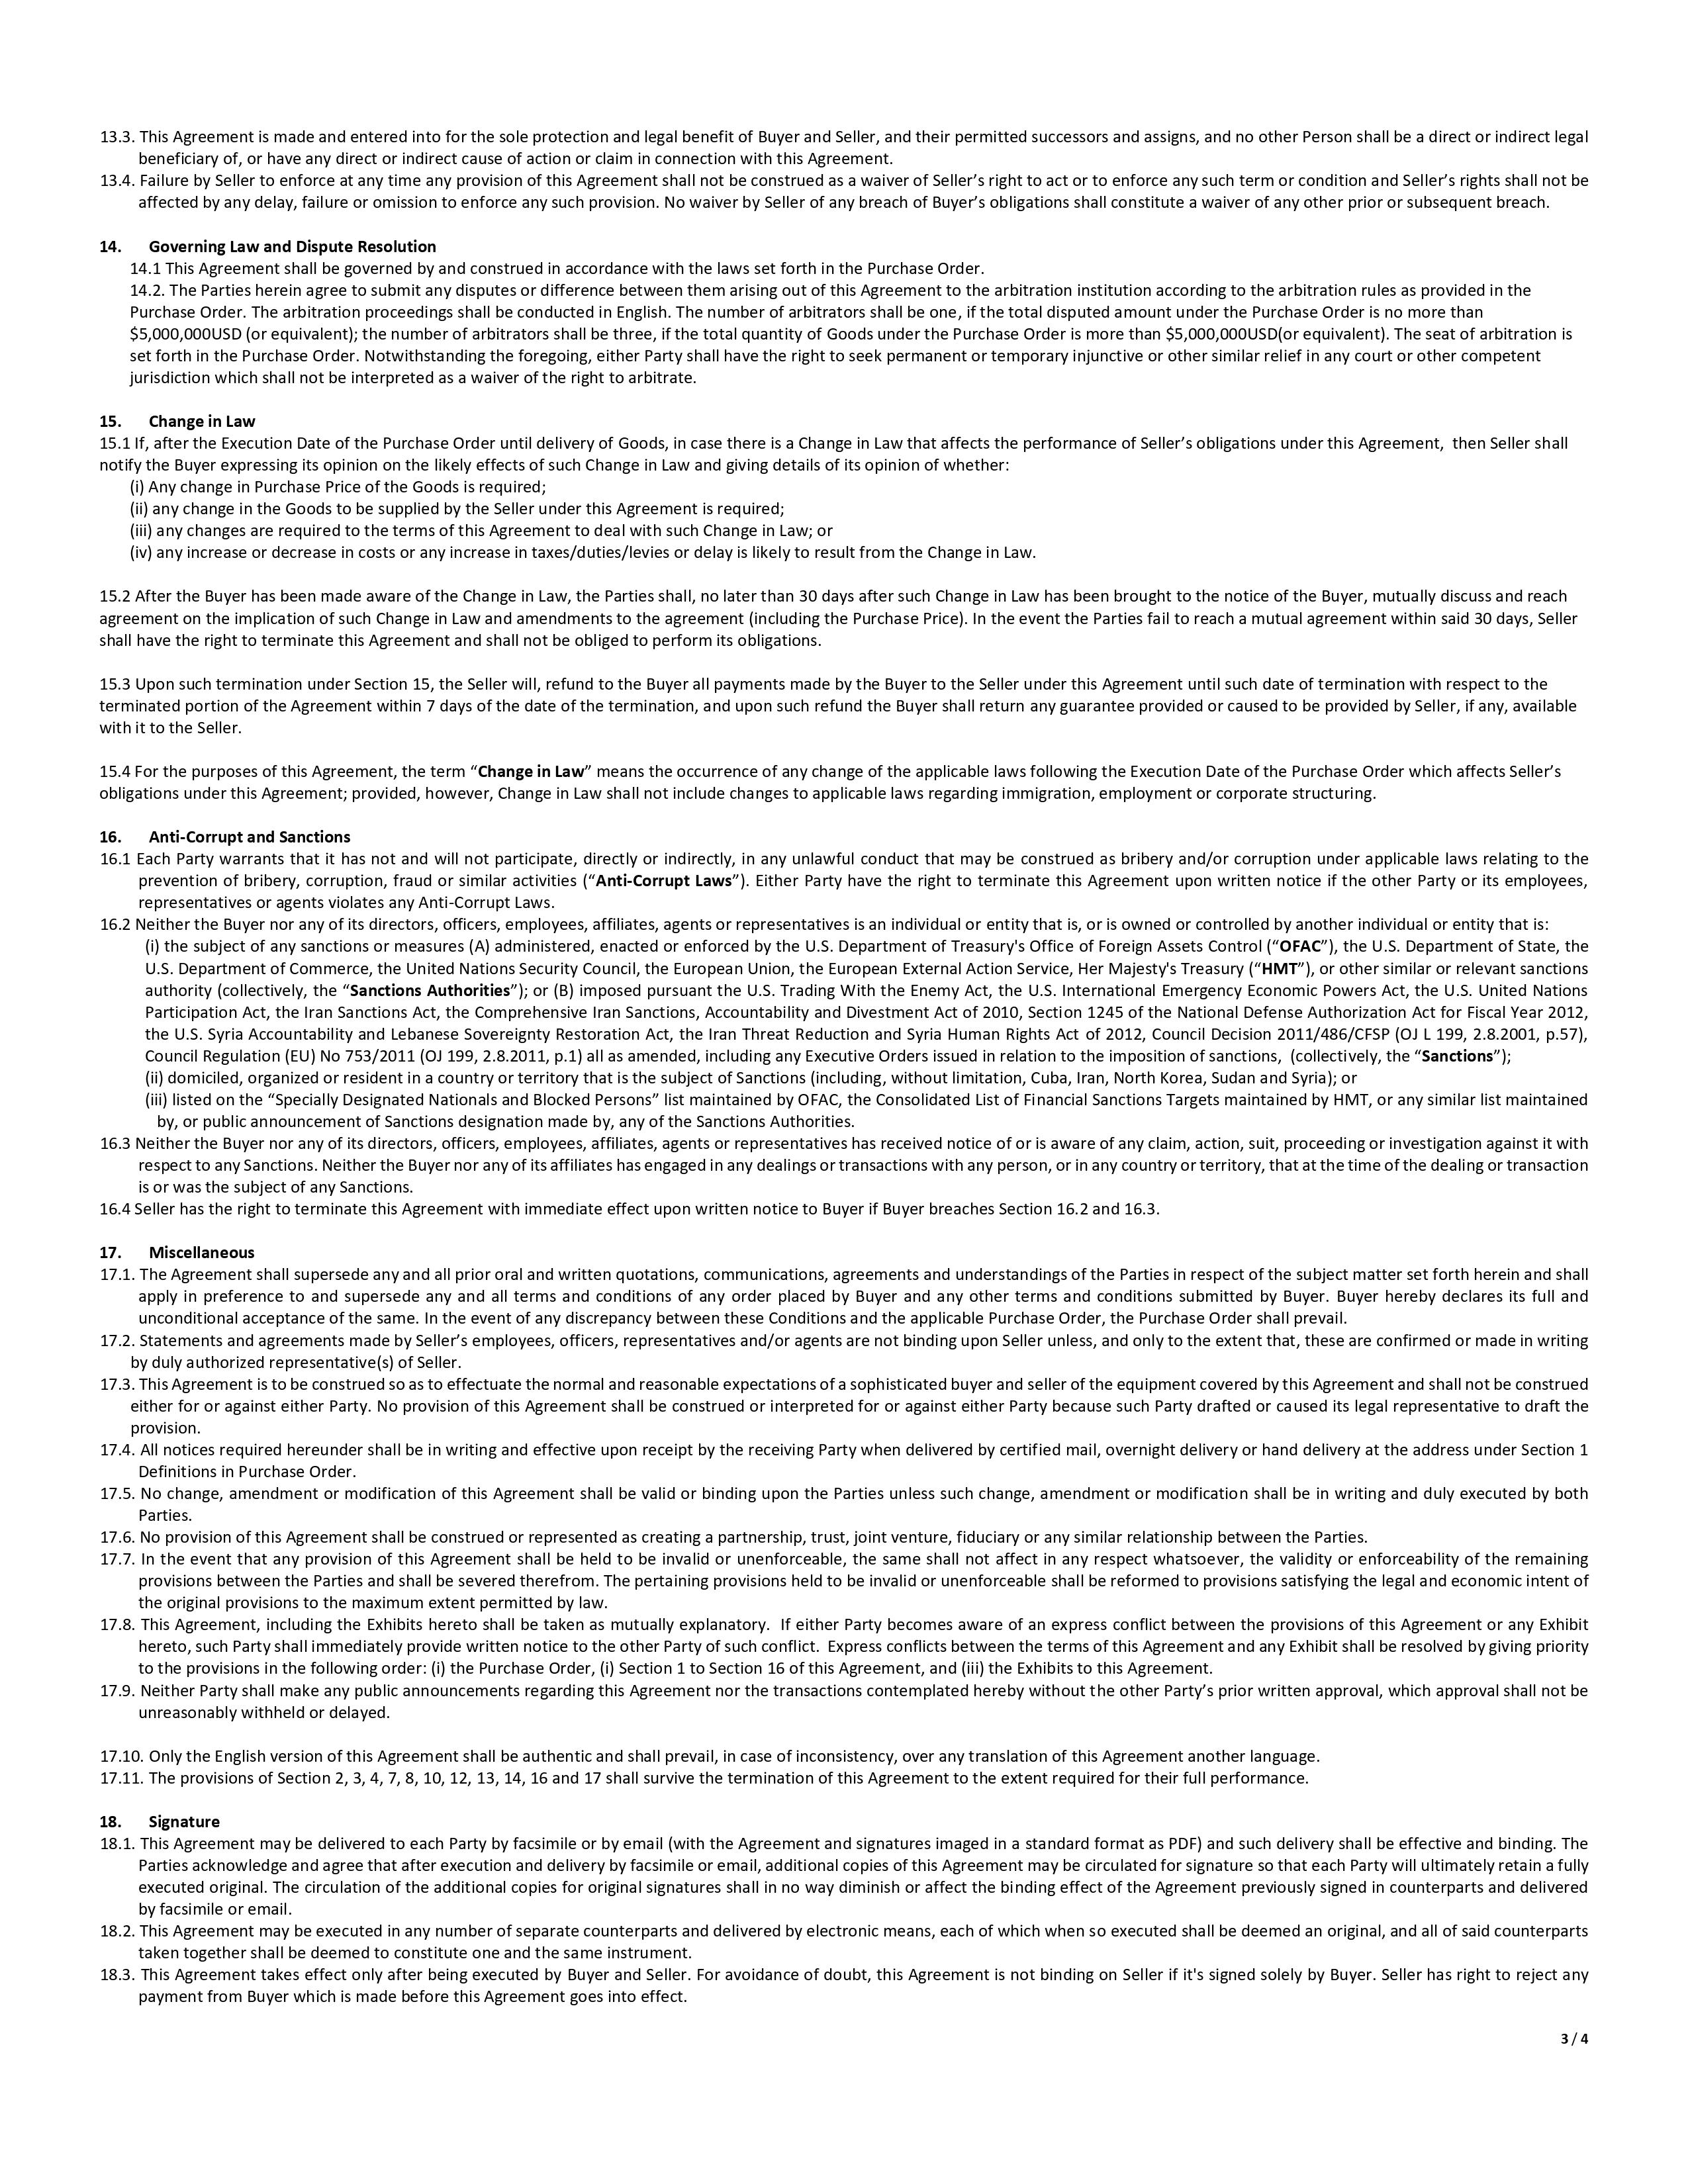 13.3. This Agreement is made and entered into for the sole protection and legal benefit of Buyer and Seller, and their permitted successors and assigns, and no other Person shall be a direct or indirect legal
beneficiary of, or have any direct or indirect cause of action or claim in connection with this Agreement.
13.4. Failure by Seller to enforce at any time any provision of this Agreement shall not be construed as a waiver of Seller’s right to act or to enforce any such term or condition and Seller’s rights shall not be
affected by any delay, failure or omission to enforce any such provision. No waiver by Seller of any breach of Buyer’s obligations shall constitute a waiver of any other prior or subsequent breach.
14. Governing Law and Dispute Resolution
14.1 This Agreement shall be governed by and construed in accordance with the laws set forth in the Purchase Order.
14.2. The Parties herein agree to submit any disputes or difference between them arising out of this Agreement to the arbitration institution according to the arbitration rules as provided in the
Purchase Order. The arbitration proceedings shall be conducted in English. The number of arbitrators shall be one, if the total disputed amount under the Purchase Order is no more than
$5,000,000USD (or equivalent); the number of arbitrators shall be three, if the total quantity of Goods under the Purchase Order is more than $5,000,000USD(or equivalent). The seat of arbitration is
set forth in the Purchase Order. Notwithstanding the foregoing, either Party shall have the right to seek permanent or temporary injunctive or other similar relief in any court or other competent
jurisdiction which shall not be interpreted as a waiver of the right to arbitrate.
15. Change in Law
15.1 If, after the Execution Date of the Purchase Order until delivery of Goods, in case there is a Change in Law that affects the performance of Seller’s obligations under this Agreement, then Seller shall
notify the Buyer expressing its opinion on the likely effects of such Change in Law and giving details of its opinion of whether:
(i) Any change in Purchase Price of the Goods is required;
(ii) any change in the Goods to be supplied by the Seller under this Agreement is required;
(iii) any changes are required to the terms of this Agreement to deal with such Change in Law; or
(iv) any increase or decrease in costs or any increase in taxes/duties/levies or delay is likely to result from the Change in Law.
15.2 After the Buyer has been made aware of the Change in Law, the Parties shall, no later than 30 days after such Change in Law has been brought to the notice of the Buyer, mutually discuss and reach
agreement on the implication of such Change in Law and amendments to the agreement (including the Purchase Price). In the event the Parties fail to reach a mutual agreement within said 30 days, Seller
shall have the right to terminate this Agreement and shall not be obliged to perform its obligations.
15.3 Upon such termination under Section 15, the Seller will, refund to the Buyer all payments made by the Buyer to the Seller under this Agreement until such date of termination with respect to the
terminated portion of the Agreement within 7 days of the date of the termination, and upon such refund the Buyer shall return any guarantee provided or caused to be provided by Seller, if any, available
with it to the Seller.
15.4 For the purposes of this Agreement, the term “Change in Law” means the occurrence of any change of the applicable laws following the Execution Date of the Purchase Order which affects Seller’s
obligations under this Agreement; provided, however, Change in Law shall not include changes to applicable laws regarding immigration, employment or corporate structuring.
16. Anti-Corrupt and Sanctions
16.1 Each Party warrants that it has not and will not participate, directly or indirectly, in any unlawful conduct that may be construed as bribery and/or corruption under applicable laws relating to the
prevention of bribery, corruption, fraud or similar activities (“Anti-Corrupt Laws”). Either Party have the right to terminate this Agreement upon written notice if the other Party or its employees,
representatives or agents violates any Anti-Corrupt Laws.
16.2 Neither the Buyer nor any of its directors, officers, employees, affiliates, agents or representatives is an individual or entity that is, or is owned or controlled by another individual or entity that is:
(i) the subject of any sanctions or measures (A) administered, enacted or enforced by the U.S. Department of Treasury's Office of Foreign Assets Control (“OFAC”), the U.S. Department of State, the
U.S. Department of Commerce, the United Nations Security Council, the European Union, the European External Action Service, Her Majesty's Treasury (“HMT”), or other similar or relevant sanctions
authority (collectively, the “Sanctions Authorities”); or (B) imposed pursuant the U.S. Trading With the Enemy Act, the U.S. International Emergency Economic Powers Act, the U.S. United Nations
Participation Act, the Iran Sanctions Act, the Comprehensive Iran Sanctions, Accountability and Divestment Act of 2010, Section 1245 of the National Defense Authorization Act for Fiscal Year 2012,
the U.S. Syria Accountability and Lebanese Sovereignty Restoration Act, the Iran Threat Reduction and Syria Human Rights Act of 2012, Council Decision 2011/486/CFSP (OJ L 199, 2.8.2001, p.57),
Council Regulation (EU) No 753/2011 (OJ 199, 2.8.2011, p.1) all as amended, including any Executive Orders issued in relation to the imposition of sanctions, (collectively, the “Sanctions”);
(ii) domiciled, organized or resident in a country or territory that is the subject of Sanctions (including, without limitation, Cuba, Iran, North Korea, Sudan and Syria); or
(iii) listed on the “Specially Designated Nationals and Blocked Persons” list maintained by OFAC, the Consolidated List of Financial Sanctions Targets maintained by HMT, or any similar list maintained
by, or public announcement of Sanctions designation made by, any of the Sanctions Authorities.
16.3 Neither the Buyer nor any of its directors, officers, employees, affiliates, agents or representatives has received notice of or is aware of any claim, action, suit, proceeding or investigation against it with
respect to any Sanctions. Neither the Buyer nor any of its affiliates has engaged in any dealings or transactions with any person, or in any country or territory, that at the time of the dealing or transaction
is or was the subject of any Sanctions.
16.4 Seller has the right to terminate this Agreement with immediate effect upon written notice to Buyer if Buyer breaches Section 16.2 and 16.3.
17. Miscellaneous
17.1. The Agreement shall supersede any and all prior oral and written quotations, communications, agreements and understandings of the Parties in respect of the subject matter set forth herein and shall
apply in preference to and supersede any and all terms and conditions of any order placed by Buyer and any other terms and conditions submitted by Buyer. Buyer hereby declares its full and
unconditional acceptance of the same. In the event of any discrepancy between these Conditions and the applicable Purchase Order, the Purchase Order shall prevail.
17.2. Statements and agreements made by Seller’s employees, officers, representatives and/or agents are not binding upon Seller unless, and only to the extent that, these are confirmed or made in writing
by duly authorized representative(s) of Seller.
17.3. This Agreement is to be construed so as to effectuate the normal and reasonable expectations of a sophisticated buyer and seller of the equipment covered by this Agreement and shall not be construed
either for or against either Party. No provision of this Agreement shall be construed or interpreted for or against either Party because such Party drafted or caused its legal representative to draft the
provision.
17.4. All notices required hereunder shall be in writing and effective upon receipt by the receiving Party when delivered by certified mail, overnight delivery or hand delivery at the address under Section 1
Definitions in Purchase Order.
17.5. No change, amendment or modification of this Agreement shall be valid or binding upon the Parties unless such change, amendment or modification shall be in writing and duly executed by both
Parties.
17.6. No provision of this Agreement shall be construed or represented as creating a partnership, trust, joint venture, fiduciary or any similar relationship between the Parties.
17.7. In the event that any provision of this Agreement shall be held to be invalid or unenforceable, the same shall not affect in any respect whatsoever, the validity or enforceability of the remaining
provisions between the Parties and shall be severed therefrom. The pertaining provisions held to be invalid or unenforceable shall be reformed to provisions satisfying the legal and economic intent of
the original provisions to the maximum extent permitted by law.
17.8. This Agreement, including the Exhibits hereto shall be taken as mutually explanatory. If either Party becomes aware of an express conflict between the provisions of this Agreement or any Exhibit
hereto, such Party shall immediately provide written notice to the other Party of such conflict. Express conflicts between the terms of this Agreement and any Exhibit shall be resolved by giving priority
to the provisions in the following order: (i) the Purchase Order, (i) Section 1 to Section 16 of this Agreement, and (iii) the Exhibits to this Agreement.
17.9. Neither Party shall make any public announcements regarding this Agreement nor the transactions contemplated hereby without the other Party’s prior written approval, which approval shall not be
unreasonably withheld or delayed.
17.10. Only the English version of this Agreement shall be authentic and shall prevail, in case of inconsistency, over any translation of this Agreement another language.
17.11. The provisions of Section 2, 3, 4, 7, 8, 10, 12, 13, 14, 16 and 17 shall survive the termination of this Agreement to the extent required for their full performance.
18. Signature
18.1. This Agreement may be delivered to each Party by facsimile or by email (with the Agreement and signatures imaged in a standard format as PDF) and such delivery shall be effective and binding. The
Parties acknowledge and agree that after execution and delivery by facsimile or email, additional copies of this Agreement may be circulated for signature so that each Party will ultimately retain a fully
executed original. The circulation of the additional copies for original signatures shall in no way diminish or affect the binding effect of the Agreement previously signed in counterparts and delivered
by facsimile or email.
18.2. This Agreement may be executed in any number of separate counterparts and delivered by electronic means, each of which when so executed shall be deemed an original, and all of said counterparts
taken together shall be deemed to constitute one and the same instrument.
18.3. This Agreement takes effect only after being executed by Buyer and Seller. For avoidance of doubt, this Agreement is not binding on Seller if it's signed solely by Buyer. Seller has right to reject any
payment from Buyer which is made before this Agreement goes into effect.
3 / 4